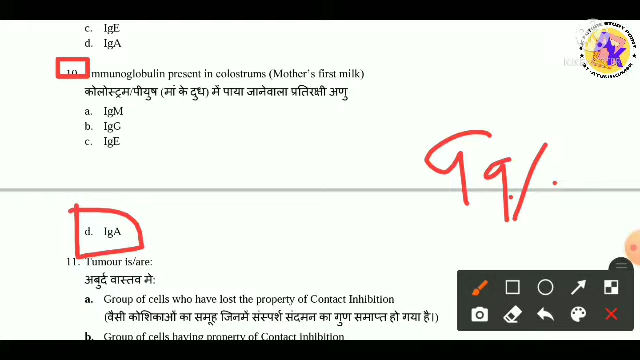 c. IgE
d. IgA
10. Immunoglobulin present in colostrums (Mother's first milk)
कोलोस्ट्रम/पीयुष (मां के दुध) में पाया जानेवाला प्रतिरक्षी अणु
a. IgM
b. IgG
c. IgE
d. IgA
11. Tumour is/are:
अबुर्द वास्तव मे:
a. Group of cells who have lost the property of Contact Inhibition
(वैसी कोशिकाओं का समूह जिनमें संस्पर्श संदमन का गुण समाप्त हो गया है।)
b. Group of cells having property of Contact inhibition